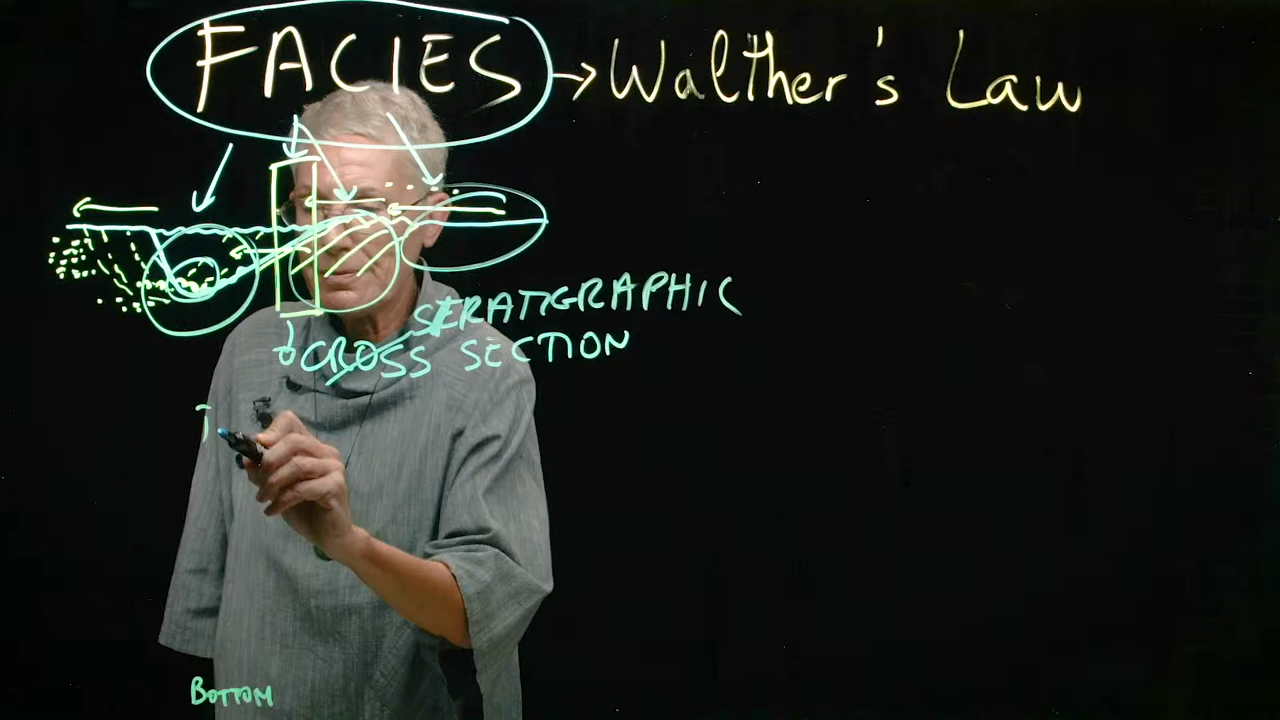 FACIES → Walther's Law
STRATIGRAPHIC
CROSS SECTION
T
BOTTOM